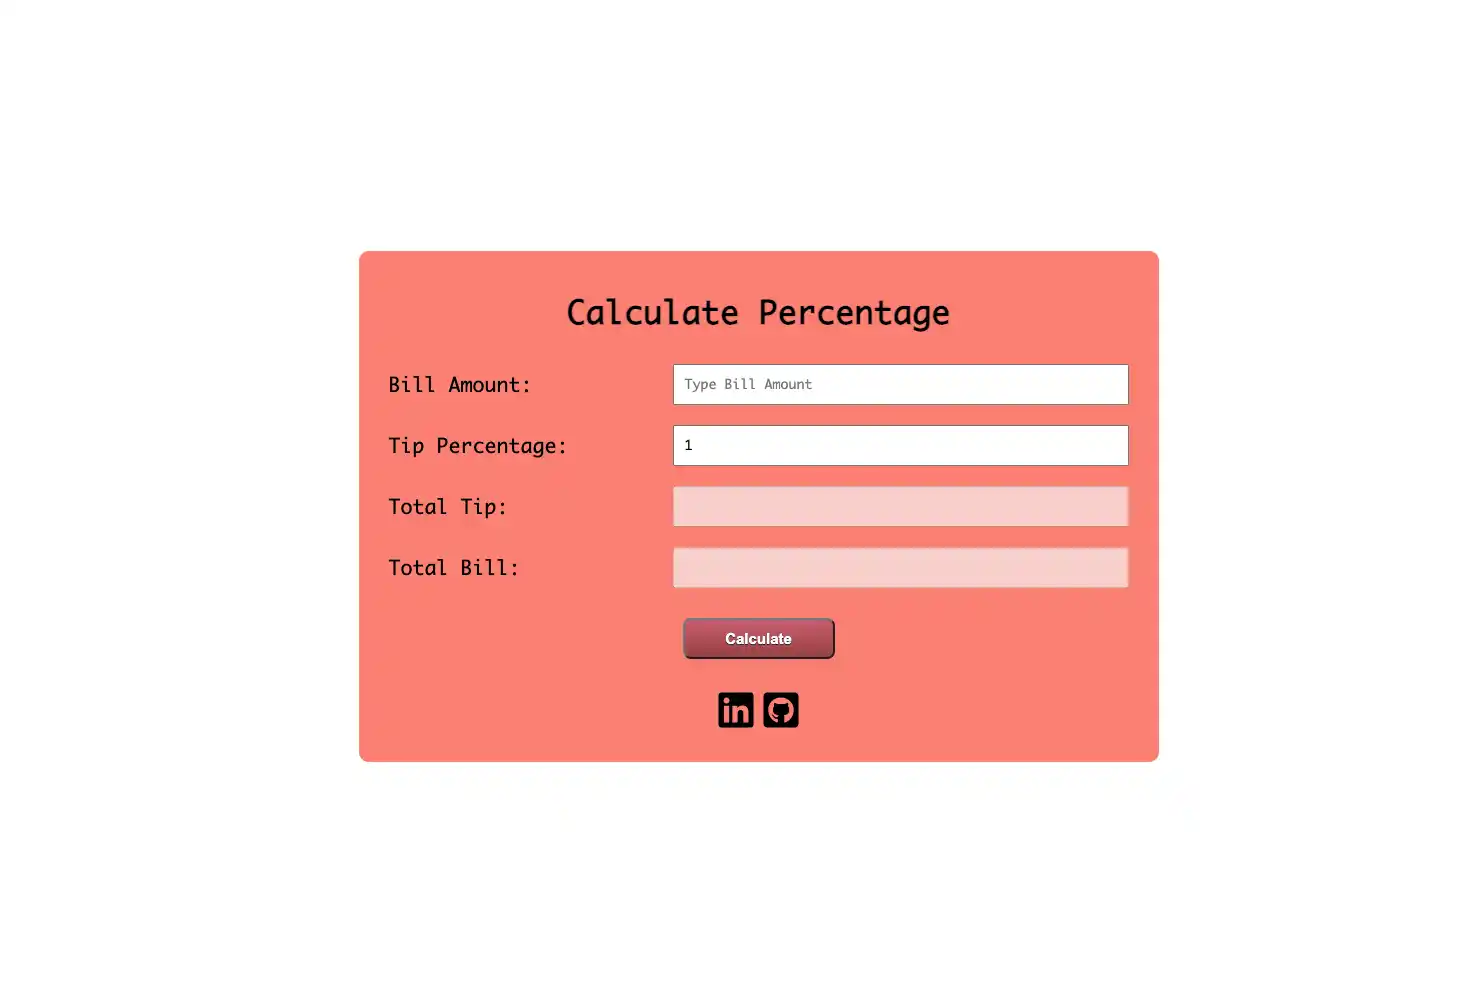 Calculate Percentage
Bill Amount: Type Bill Amount
Tip Percentage: 1
Total Tip:
Total Bill:
Calculate
in